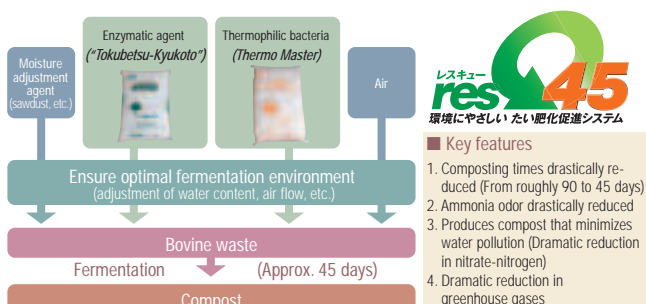 Moisture
adjustment
agent
(sawdust, etc.)
Enzymatic agent
(“Tokubetsu-Kyukoto”)
Thermophilic bacteria
(Thermo Master)
Air
Ensure optimal fermentation environment
(adjustment of water content, air flow, etc.)
Bovine waste
Fermentation (Approx. 45 days)
Compost
レスキュー
resQ45
環境にやさしい たい肥化促進システム
■ Key features
1. Composting times drastically re-
duced (From roughly 90 to 45 days)
2. Ammonia odor drastically reduced
3. Produces compost that minimizes
water pollution (Dramatic reduction
in nitrate-nitrogen)
4. Dramatic reduction in
greenhouse gases